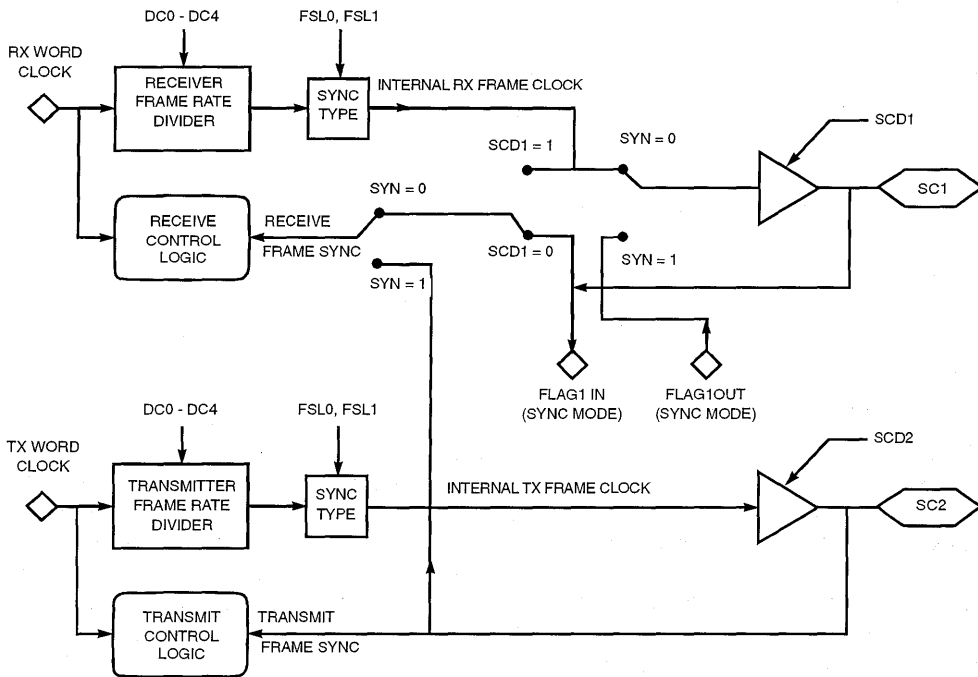 DC0 - DC4
FSL0, FSL1
RX WORD
CLOCK
RECEIVER
FRAME RATE
DIVIDER
SYNC
TYPE
INTERNAL RX FRAME CLOCK
SCD1 = 1
SYN = 0
SCD1
SC1
RECEIVE
CONTROL
LOGIC
RECEIVE
FRAME SYNC
SYN = 0
SYN = 1
SCD1 = 0
SYN = 1
FLAG1 IN
(SYNC MODE)
FLAG1OUT
(SYNC MODE)
DC0 - DC4
FSL0, FSL1
TX WORD
CLOCK
TRANSMITTER
FRAME RATE
DIVIDER
SYNC
TYPE
INTERNAL TX FRAME CLOCK
SCD2
SC2
TRANSMIT
CONTROL
LOGIC
TRANSMIT
FRAME SYNC